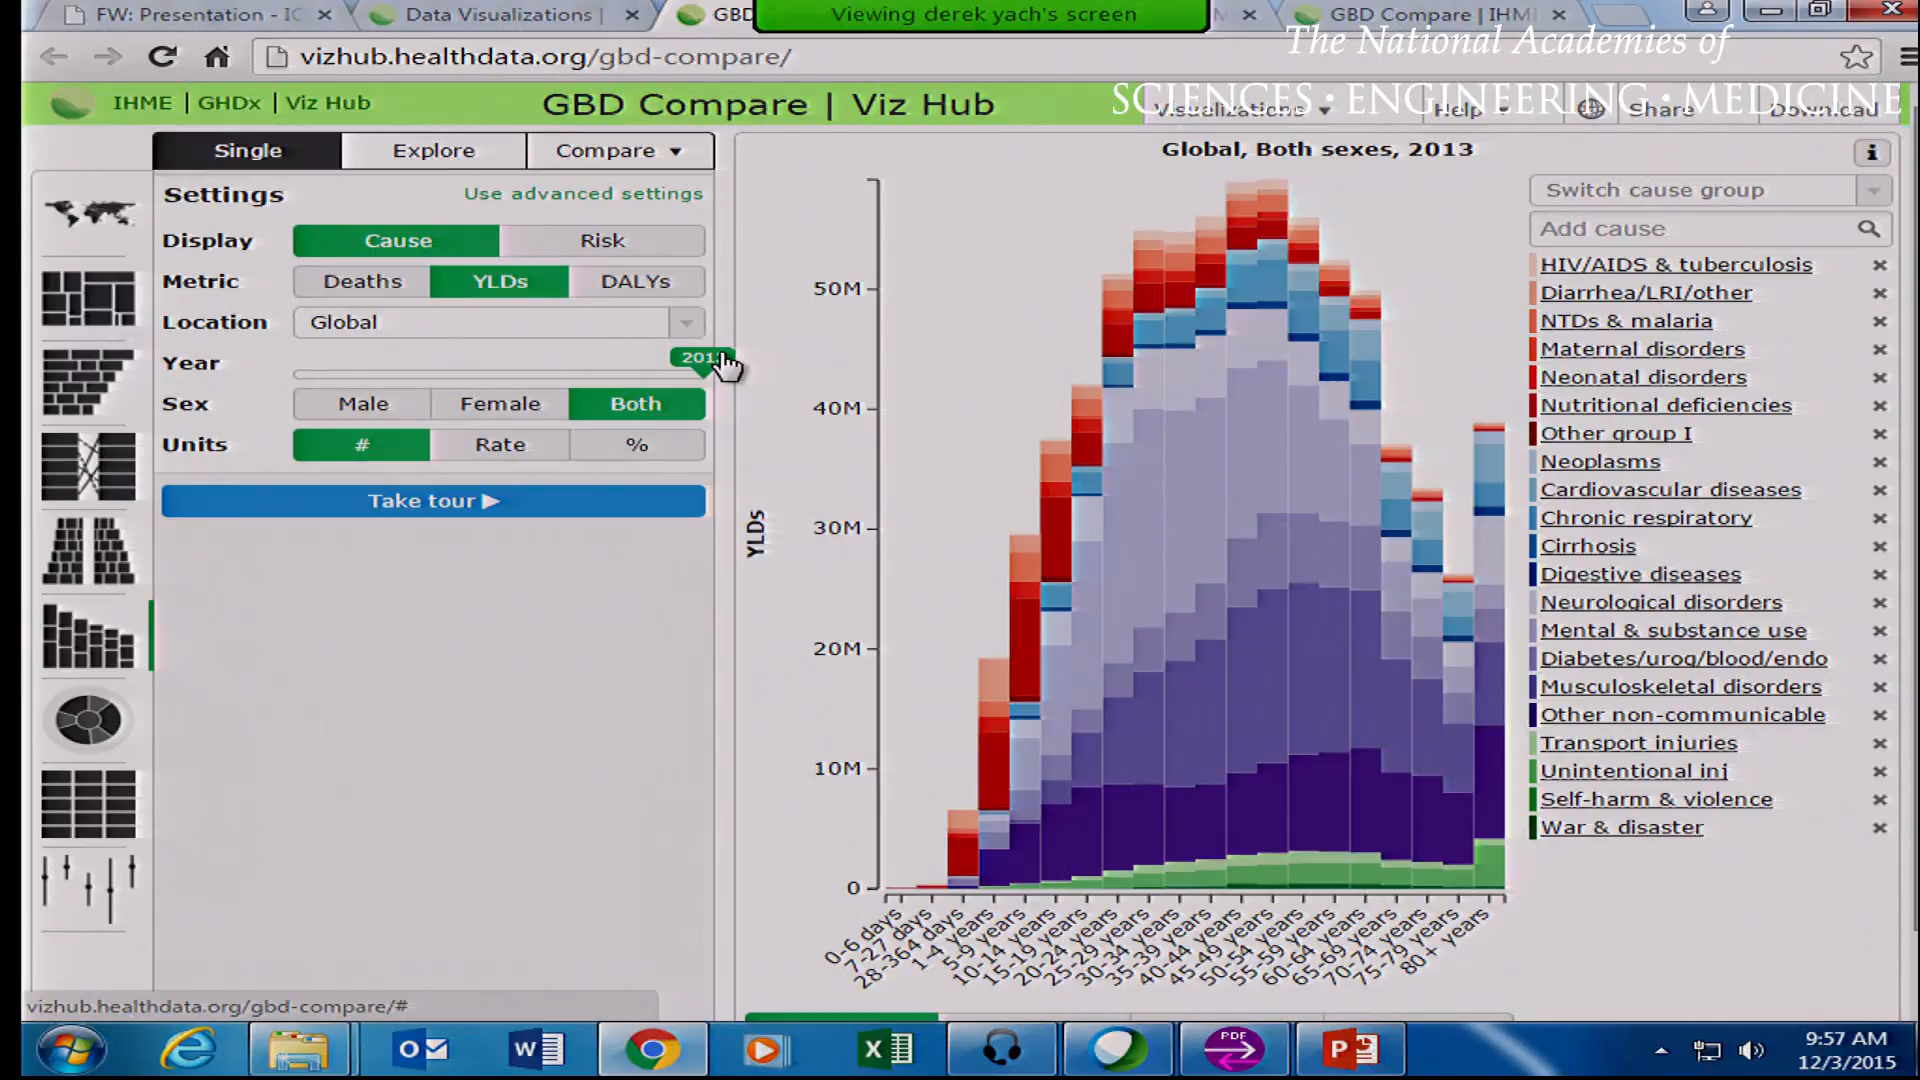 FW: Presentation - IC
Data Visualizations |
GBD
Viewing derek yach's screen
GBD Compare | IHM
The National Academies of
SCIENCES · ENGINEERING · MEDICINE
vizhub.healthdata.org/gbd-compare/
IHME | GHDx | Viz Hub
GBD Compare | Viz Hub
Visualizations
Help
Share
Download
Single
Explore
Compare
Settings
Use advanced settings
Display
Cause
Risk
Metric
Deaths
YLDs
DALYs
Location
Global
Year
201
Sex
Male
Female
Both
Units
#
Rate
%
Take tour
Global, Both sexes, 2013
i
YLDs
50M
40M
30M
20M
10M
0
0-6 days
7-27 days
28-364 days
1-4 years
5-9 years
10-14 years
15-19 years
20-24 years
25-29 years
30-34 years
35-39 years
40-44 years
45-49 years
50-54 years
55-59 years
60-64 years
65-69 years
70-74 years
75-79 years
80+ years
Switch cause group
Add cause
HIV/AIDS & tuberculosis
Diarrhea/LRI/other
NTDs & malaria
Maternal disorders
Neonatal disorders
Nutritional deficiencies
Other group I
Neoplasms
Cardiovascular diseases
Chronic respiratory
Cirrhosis
Digestive diseases
Neurological disorders
Mental & substance use
Diabetes/urog/blood/endo
Musculoskeletal disorders
Other non-communicable
Transport injuries
Unintentional inj
Self-harm & violence
War & disaster
vizhub.healthdata.org/gbd-compare/#
PDF
9:57 AM
12/3/2015